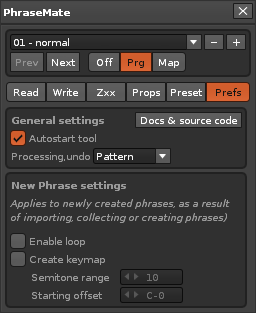 PhraseMate
01 - normal
Prev Next Off Prg Map
Read Write Zxx Props Preset Prefs
General settings Docs & source code
Autostart tool
Processing,undo Pattern
New Phrase settings
Applies to newly created phrases, as a result
of importing, collecting or creating phrases)
Enable loop
Create keymap
Semitone range 10
Starting offset C-0